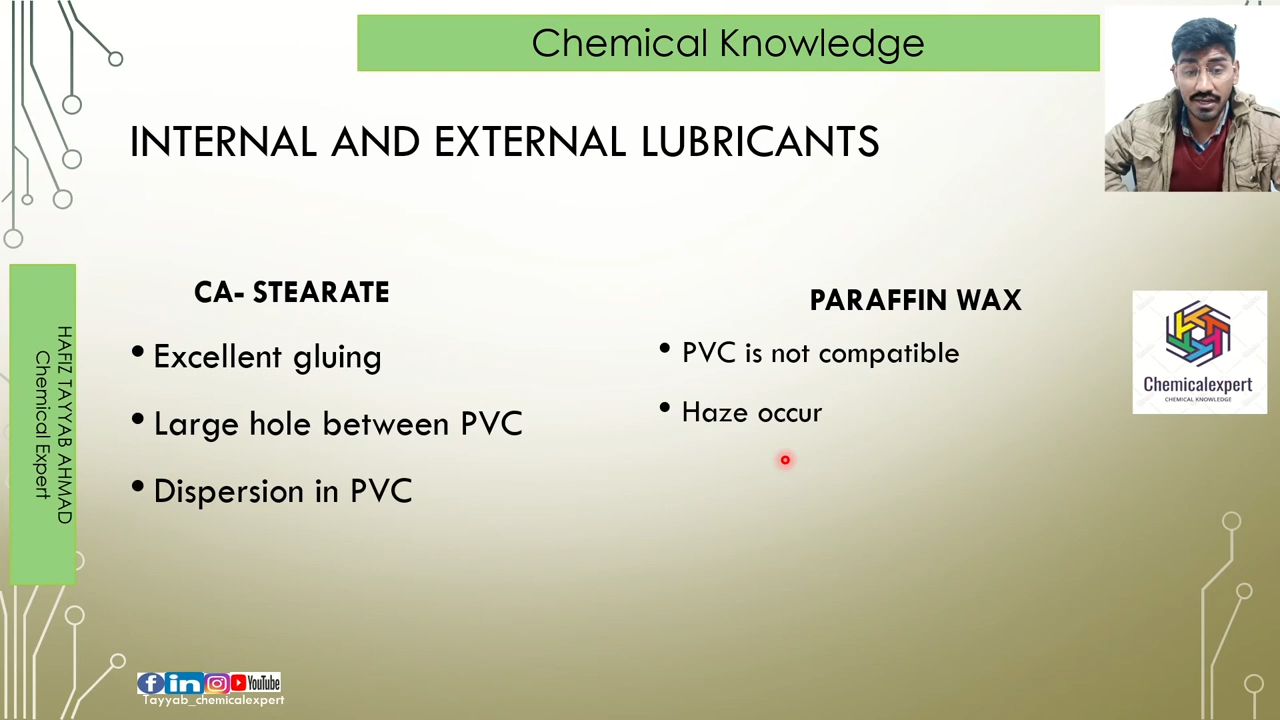 Chemical Knowledge
INTERNAL AND EXTERNAL LUBRICANTS
CA- STEARATE
• Excellent gluing
• Large hole between PVC
• Dispersion in PVC
PARAFFIN WAX
• PVC is not compatible
• Haze occur
HAFIZ TAYYAB AHMAD
Chemical Expert
Chemicalexpert
CHEMICAL KNOWLEDGE
f in YouTube
Tayyab_chemicalexpert